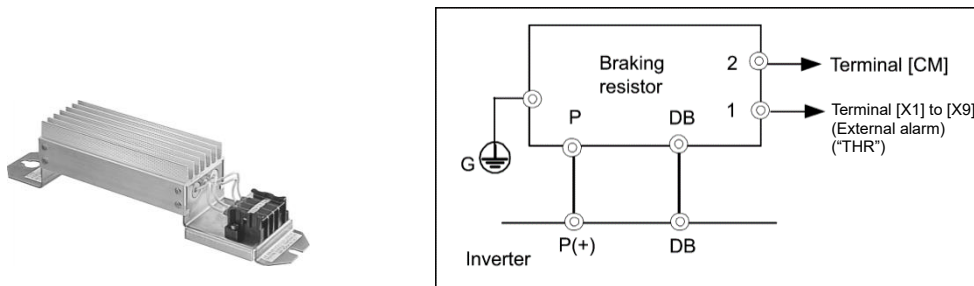 Braking
resistor
2
Terminal [CM]
1
Terminal [X1] to [X9]
(External alarm)
("THR")
P
DB
G
P(+)
DB
Inverter